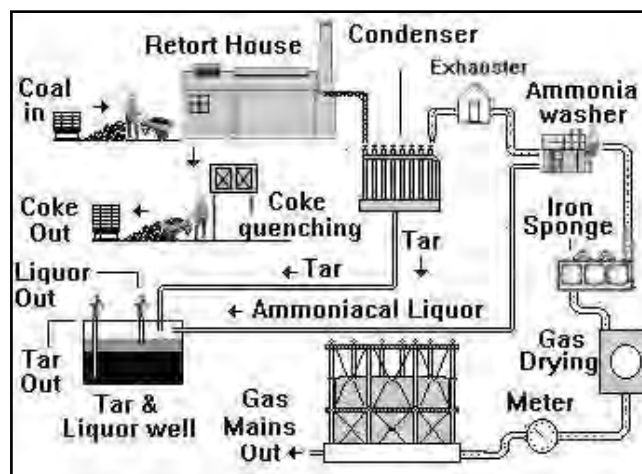 Retort House
Condenser
Exhauster
Ammonia
washer
Coal
in
Coke
Out
Coke
quenching
Iron
Sponge
Tar
Tar
Liquor
Out
Ammoniacal Liquor
Tar
Out
Gas
Drying
Tar &
Liquor well
Gas
Mains
Out
Meter